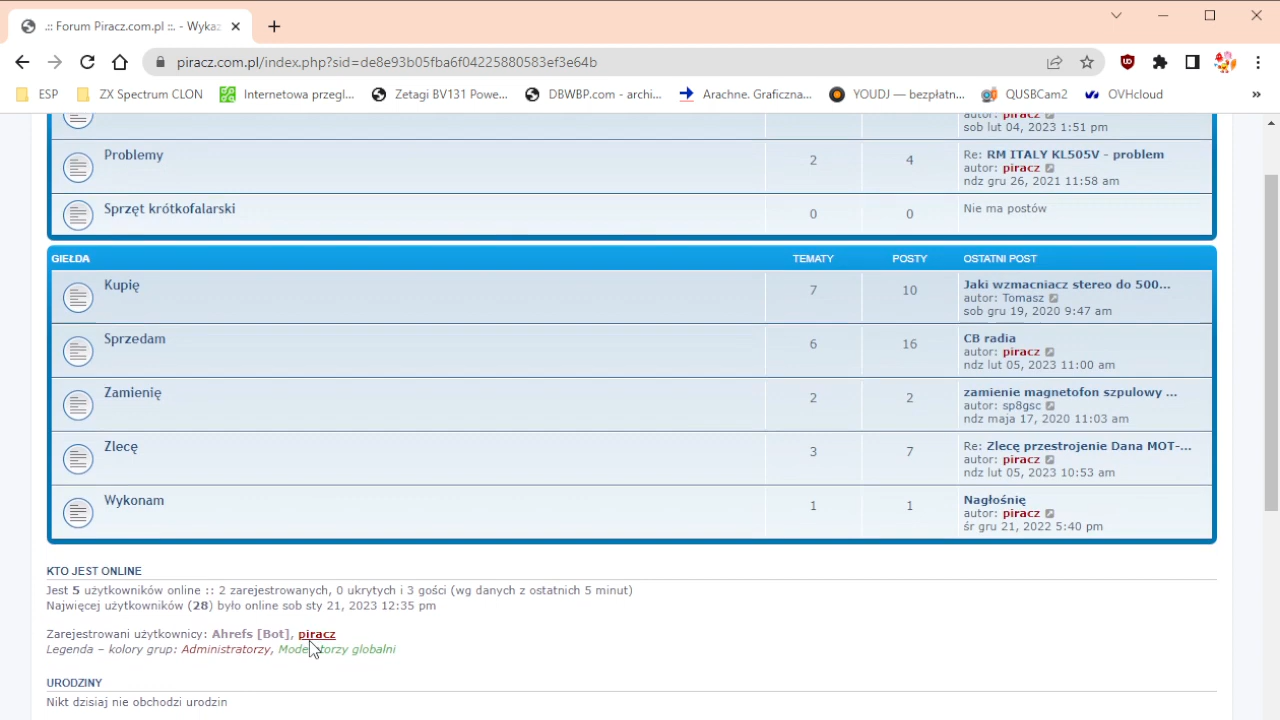 .:: Forum Piracz.com.pl ::. - Wykaz
piracz.com.pl/index.php?sid=
ESP ZX Spectrum CLON Internetowa przegl... Zetagi BV131 Powe... DBWBP.com - archi... Arachne. Graficzna... YOUDJ — bezpłatn... QUSBCam2 OVHcloud
autor: piracz
sob lut 04, 2023 1:51 pm
Problemy 2 4 Re: RM ITALY KL505V - problem
autor: piracz
ndz gru 26, 2021 11:58 am
Sprzęt krótkofalarski 0 0 Nie ma postów
GIEŁDA TEMATY POSTY OSTATNI POST
Kupię 7 10 Jaki wzmacniacz stereo do 500...
autor: Tomasz
sob gru 19, 2020 9:47 am
Sprzedam 6 16 CB radia
autor: piracz
ndz lut 05, 2023 11:00 am
Zamienię 2 2 zamienie magnetofon szpulowy ...
autor: sp8gsc
ndz maja 17, 2020 11:03 am
Zlecę 3 7 Re: Zlecę przestrojenie Dana MOT-...
autor: piracz
ndz lut 05, 2023 10:53 am
Wykonam 1 1 Nagłośnię
autor: piracz
śr gru 21, 2022 5:40 pm
KTO JEST ONLINE
Jest 5 użytkowników online :: 2 zarejestrowanych, 0 ukrytych i 3 gości (wg danych z ostatnich 5 minut)
Najwięcej użytkowników (28) było online sob sty 21, 2023 12:35 pm
Zarejestrowani użytkownicy: Ahrefs [Bot], piracz
Legenda – kolory grup: Administratorzy, Moderatorzy globalni
URODZINY
Nikt dzisiaj nie obchodzi urodzin